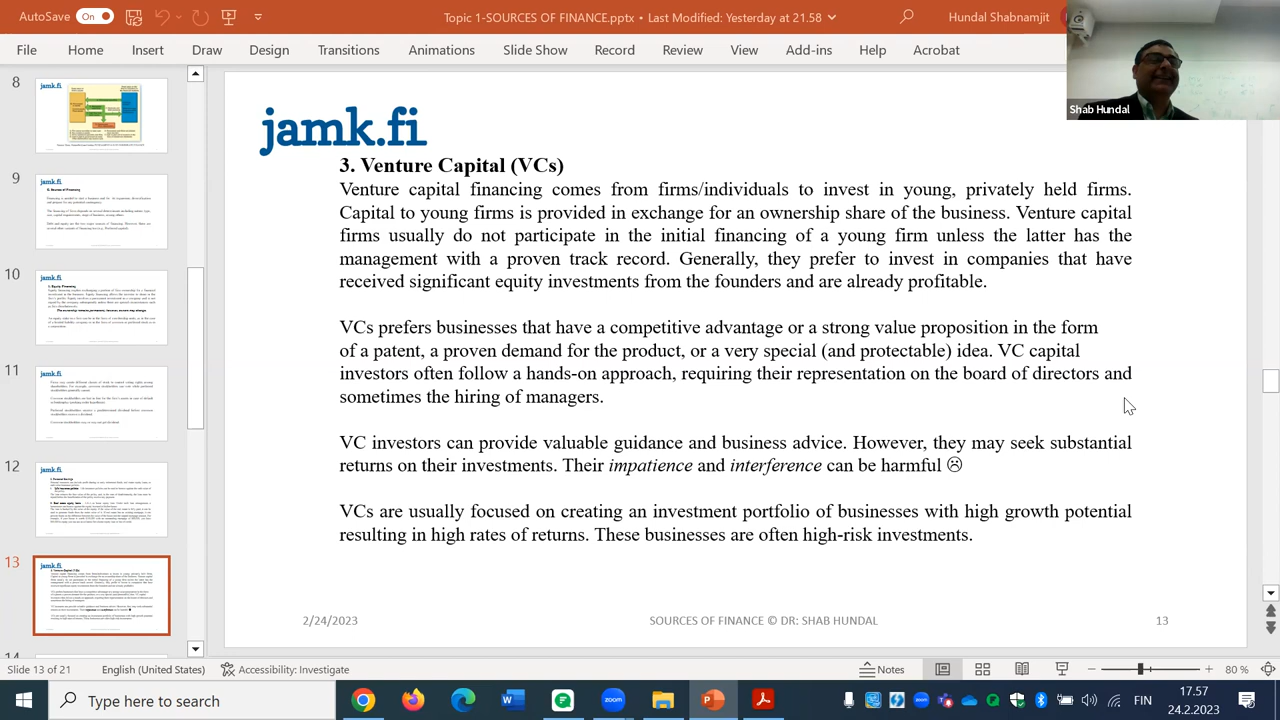 AutoSave On
Topic 1-SOURCES OF FINANCE.pptx • Last Modified: Yesterday at 21.58
Hundal Shabnamjit
File Home Insert Draw Design Transitions Animations Slide Show Record Review View Add-ins Help Acrobat
Shab Hundal
8
jamk.fi
9
jamk.fi
10
jamk.fi
11
jamk.fi
12
jamk.fi
13
jamk.fi
jamk.fi
3. Venture Capital (VCs)
Venture capital financing comes from firms/individuals to invest in young, privately held firms.
Capital to young firms is provided in exchange for an ownership share of the business. Venture capital
firms usually do not participate in the initial financing of a young firm unless the latter has the
management with a proven track record. Generally, they prefer to invest in companies that have
received significant equity investments from the founders and are already profitable.
VCs prefers businesses that have a competitive advantage or a strong value proposition in the form
of a patent, a proven demand for the product, or a very special (and protectable) idea. VC capital
investors often follow a hands-on approach, requiring their representation on the board of directors and
sometimes the hiring of managers.
VC investors can provide valuable guidance and business advice. However, they may seek substantial
returns on their investments. Their impatience and interference can be harmful ☹
VCs are usually focused on creating an investment portfolio of businesses with high growth potential
resulting in high rates of returns. These businesses are often high-risk investments.
2/24/2023 SOURCES OF FINANCE © DR: SHAB HUNDAL 13
Slide 13 of 21 English (United States) Accessibility: Investigate Notes 80 %
Type here to search
zoom
FIN
17.57
24.2.2023